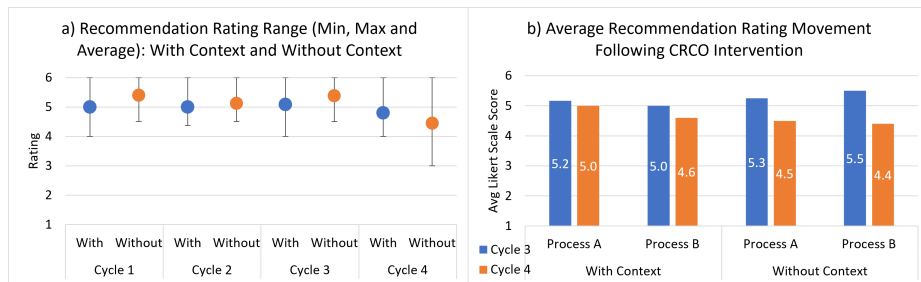 a) Recommendation Rating Range (Min, Max and
Average): With Context and Without Context
6
5
4
3
2
1
Rating
With Without With Without With Without With Without
Cycle 1 Cycle 2 Cycle 3 Cycle 4
b) Average Recommendation Rating Movement
Following CRCO Intervention
6
5
4
3
2
1
Avg Likert Scale Score
5.2 5.0 5.0 4.6 5.3 4.5 5.5 4.4
Process A Process B Process A Process B
With Context Without Context
Cycle 3
Cycle 4